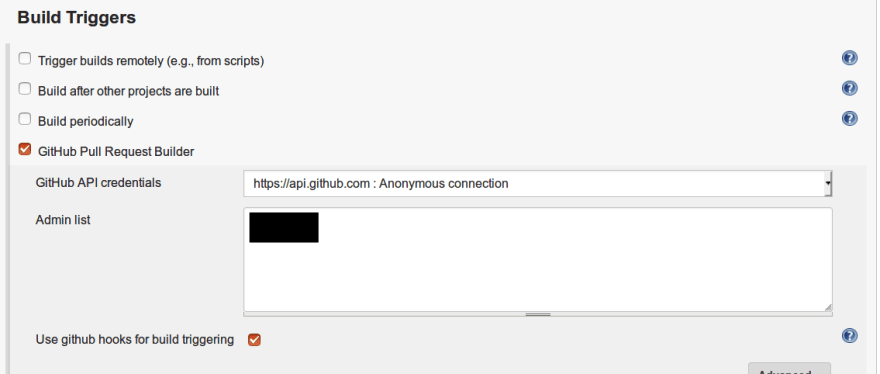 Build Triggers
Trigger builds remotely (e.g., from scripts)
Build after other projects are built
Build periodically
GitHub Pull Request Builder
GitHub API credentials
https://api.github.com : Anonymous connection
Admin list
Use github hooks for build triggering
Advanced...